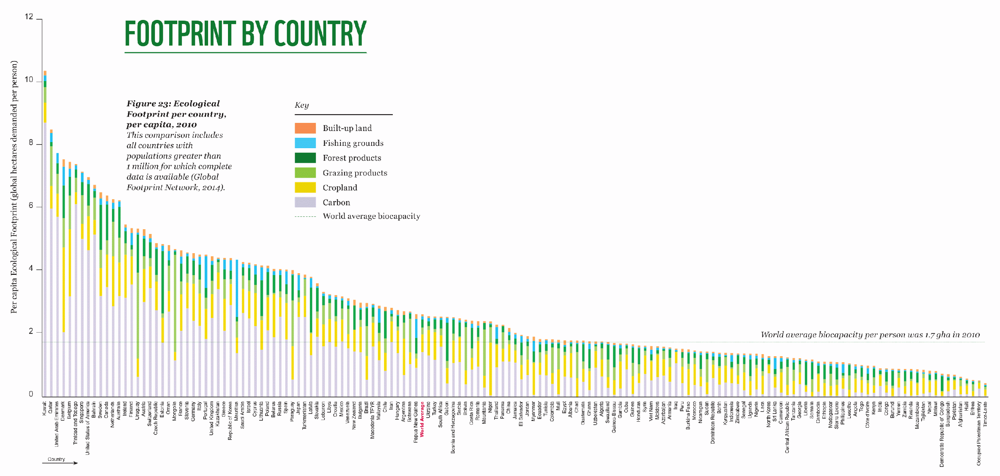 FOOTPRINT BY COUNTRY
12
10
8
6
4
2
0
Per capita Ecological Footprint (global hectares demanded per person)
Figure 23: Ecological
Footprint per country,
per capita, 2010
This comparison includes
all countries with
populations greater than
1 million for which complete
data is available (Global
Footprint Network, 2014).
Key
Built-up land
Fishing grounds
Forest products
Grazing products
Cropland
Carbon
World average biocapacity
World average biocapacity per person was 1.7 gha in 2010
Kuwait
Qatar
United Arab Emirates
Denmark
Belgium
Trinidad and Tobago
Singapore
United States of America
Bahrain
Sweden
Canada
Netherlands
Australia
Ireland
Finland
Uruguay
Austria
Switzerland
Czech Republic
Estonia
Oman
Mongolia
France
Slovenia
Germany
Italy
Portugal
United Kingdom
Kazakhstan
Greece
Republic of Korea
Mauritius
Saudi Arabia
Israel
Cyprus
Lithuania
Poland
Belarus
Russia
Spain
Paraguay
Japan
Turkmenistan
Latvia
Slovakia
Lebanon
Libya
Croatia
Mexico
Venezuela
New Zealand
Bulgaria
Brazil
Macedonia TFYR
Malaysia
Chile
Iran
Hungary
Argentina
Botswana
Papua New Guinea
World Average
Ukraine
Turkey
South Africa
Gabon
Bosnia and Herzegovina
Serbia
Bolivia
Costa Rica
Romania
Mauritania
Niger
Thailand
Panama
China
Jamaica
El Salvador
Jordan
Myanmar
Ecuador
Tunisia
Colombia
Mali
Egypt
Albania
Chad
Guatemala
Ghana
Uzbekistan
Algeria
Swaziland
Guinea-Bissau
Gambia
Cuba
Guinea
Honduras
Syria
Viet Nam
Moldova
Azerbaijan
Armenia
Iraq
Peru
Burkina Faso
Morocco
Nicaragua
Sudan
Dominican Republic
Benin
Kyrgyzstan
Indonesia
Zimbabwe
Senegal
Uganda
Nigeria
Laos
North Korea
Sri Lanka
Cameroon
Central African Republic
Tanzania
Georgia
Liberia
Somalia
Cambodia
Ethiopia
Madagascar
Sierra Leone
Philippines
Lesotho
Angola
Togo
Côte d'Ivoire
Kenya
India
Congo
Burundi
Yemen
Zambia
Rwanda
Mozambique
Tajikistan
Nepal
Malawi
Democratic Republic of Congo
Bangladesh
Pakistan
Afghanistan
Haiti
Eritrea
Occupied Palestinian Territory
Timor-Leste
Country